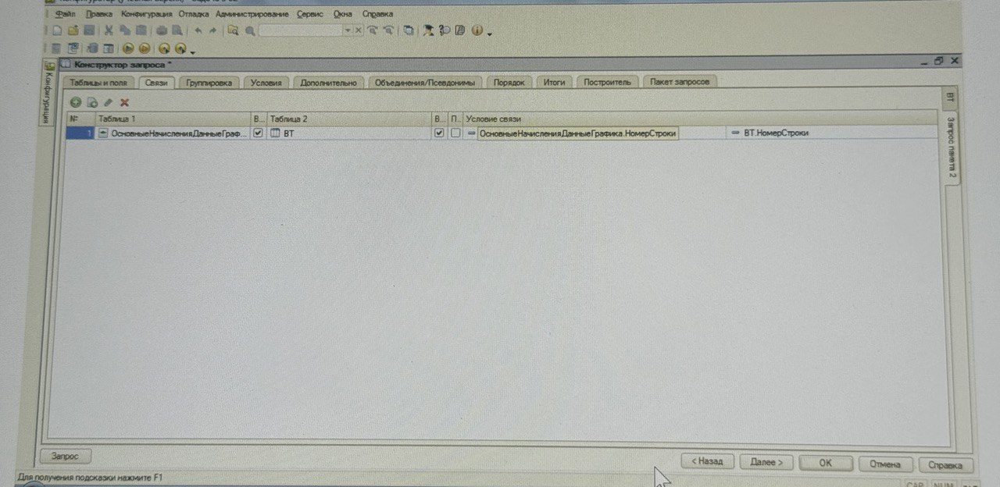 Файл Правка Конфигурация Отладка Администрирование Сервис Окна Справка
Конструктор запроса *
Конфигурация
Таблицы и поля Связи Группировка Условия Дополнительно Объединения/Псевдонимы Порядок Итоги Построитель Пакет запросов
№ Таблица 1 В... Таблица 2 В... П.. Условие связи
1 ОсновныеНачисленияДанныеГраф... ВТ ОсновныеНачисленияДанныеГрафика.НомерСтроки ВТ.НомерСтроки
ВТ
Запрос пакета 2
Запрос
< Назад Далее > ОК Отмена Справка
Для получения подсказки нажмите F1
CAP NUM